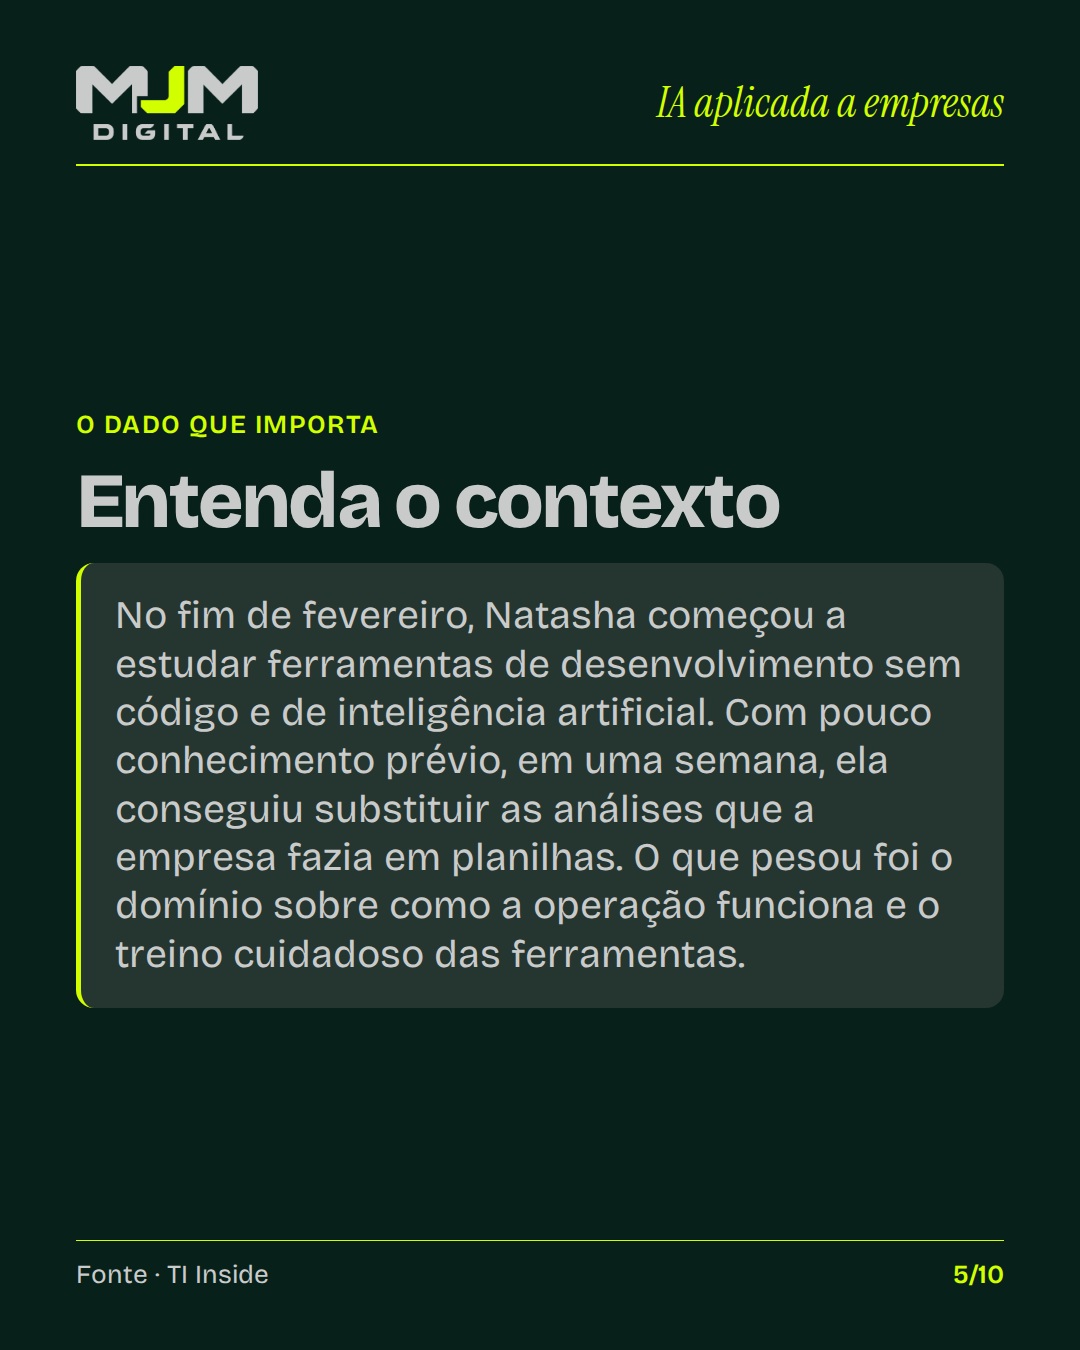 MJM
DIGITAL
IA aplicada a empresas
O DADO QUE IMPORTA
Entenda o contexto
No fim de fevereiro, Natasha começou a
estudar ferramentas de desenvolvimento sem
código e de inteligência artificial. Com pouco
conhecimento prévio, em uma semana, ela
conseguiu substituir as análises que a
empresa fazia em planilhas. O que pesou foi o
domínio sobre como a operação funciona e o
treino cuidadoso das ferramentas.
Fonte · TI Inside
5/10